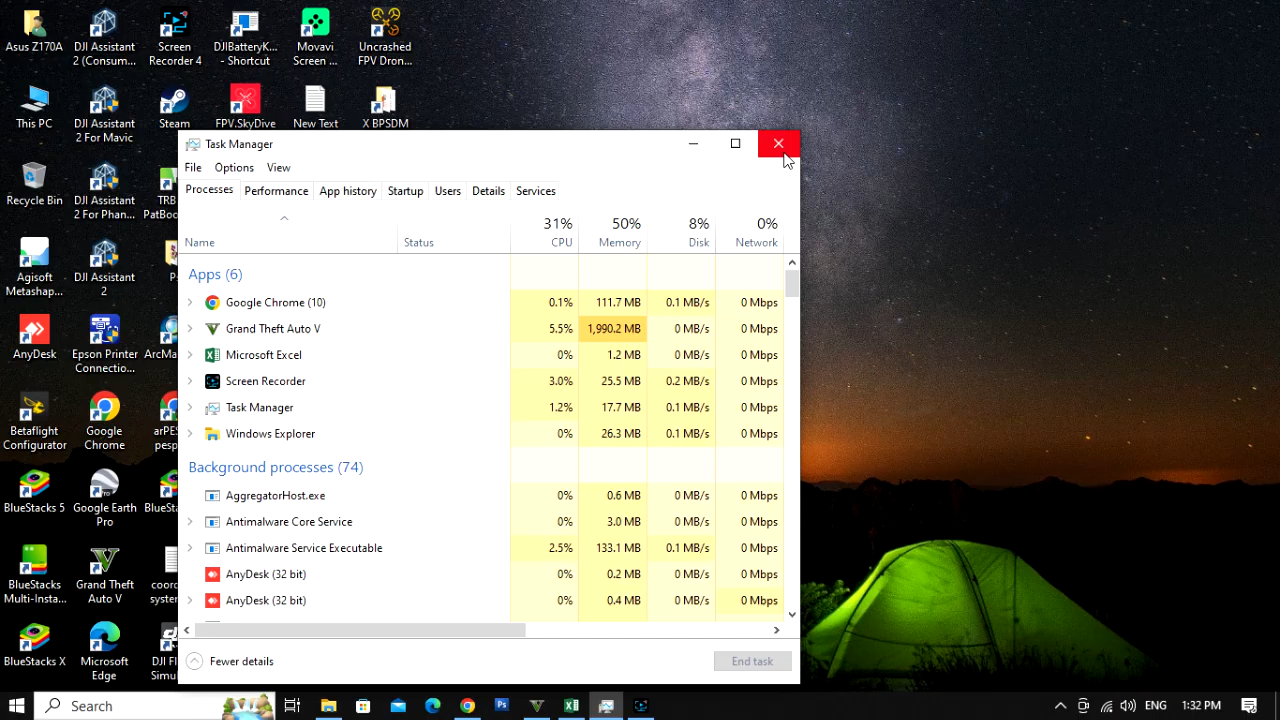 Asus Z170A
DJI Assistant
2 (Consum...
Screen
Recorder 4
DJIBatteryK...
- Shortcut
Movavi
Screen ...
Uncrashed
FPV Dron...
This PC
DJI Assistant
2 For Mavic
Steam
FPV.SkyDive
New Text
X BPSDM
Recycle Bin
DJI Assistant
2 For Phan...
TRB
PatBoo
Agisoft
Metashap...
DJI Assistant
2
AnyDesk
Epson Printer
Connectio...
ArcMa
Betaflight
Configurator
Google
Chrome
arPES
pesp
BlueStacks 5
Google Earth
Pro
BlueSta
BlueStacks
Multi-Insta...
Grand Theft
Auto V
coord
system
BlueStacks X
Microsoft
Edge
DJI Fl
Simu
Task Manager
File Options View
Processes Performance App history Startup Users Details Services
31% 50% 8% 0%
Name Status CPU Memory Disk Network
Apps (6)
Google Chrome (10) 0.1% 111.7 MB 0.1 MB/s 0 Mbps
Grand Theft Auto V 5.5% 1,990.2 MB 0 MB/s 0 Mbps
Microsoft Excel 0% 1.2 MB 0 MB/s 0 Mbps
Screen Recorder 3.0% 25.5 MB 0.2 MB/s 0 Mbps
Task Manager 1.2% 17.7 MB 0.1 MB/s 0 Mbps
Windows Explorer 0% 26.3 MB 0.1 MB/s 0 Mbps
Background processes (74)
AggregatorHost.exe 0% 0.6 MB 0 MB/s 0 Mbps
Antimalware Core Service 0% 3.0 MB 0 MB/s 0 Mbps
Antimalware Service Executable 2.5% 133.1 MB 0.1 MB/s 0 Mbps
AnyDesk (32 bit) 0% 0.2 MB 0 MB/s 0 Mbps
AnyDesk (32 bit) 0% 0.4 MB 0 MB/s 0 Mbps
Fewer details End task
Search ENG 1:32 PM